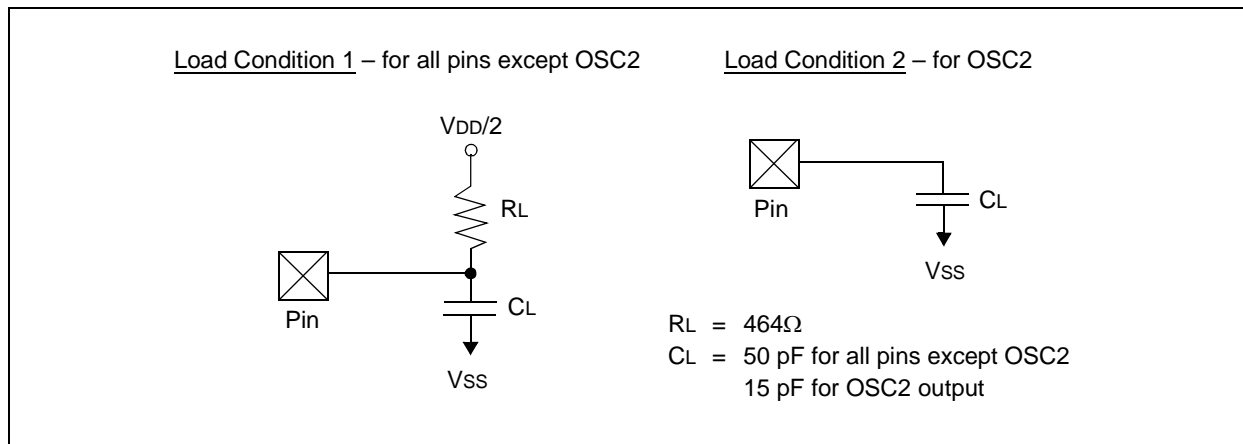 Load Condition 1 – for all pins except OSC2
VDD/2
RL
Pin
CL
VSS
Load Condition 2 – for OSC2
Pin
CL
VSS
RL = 464Ω
CL = 50 pF for all pins except OSC2
15 pF for OSC2 output